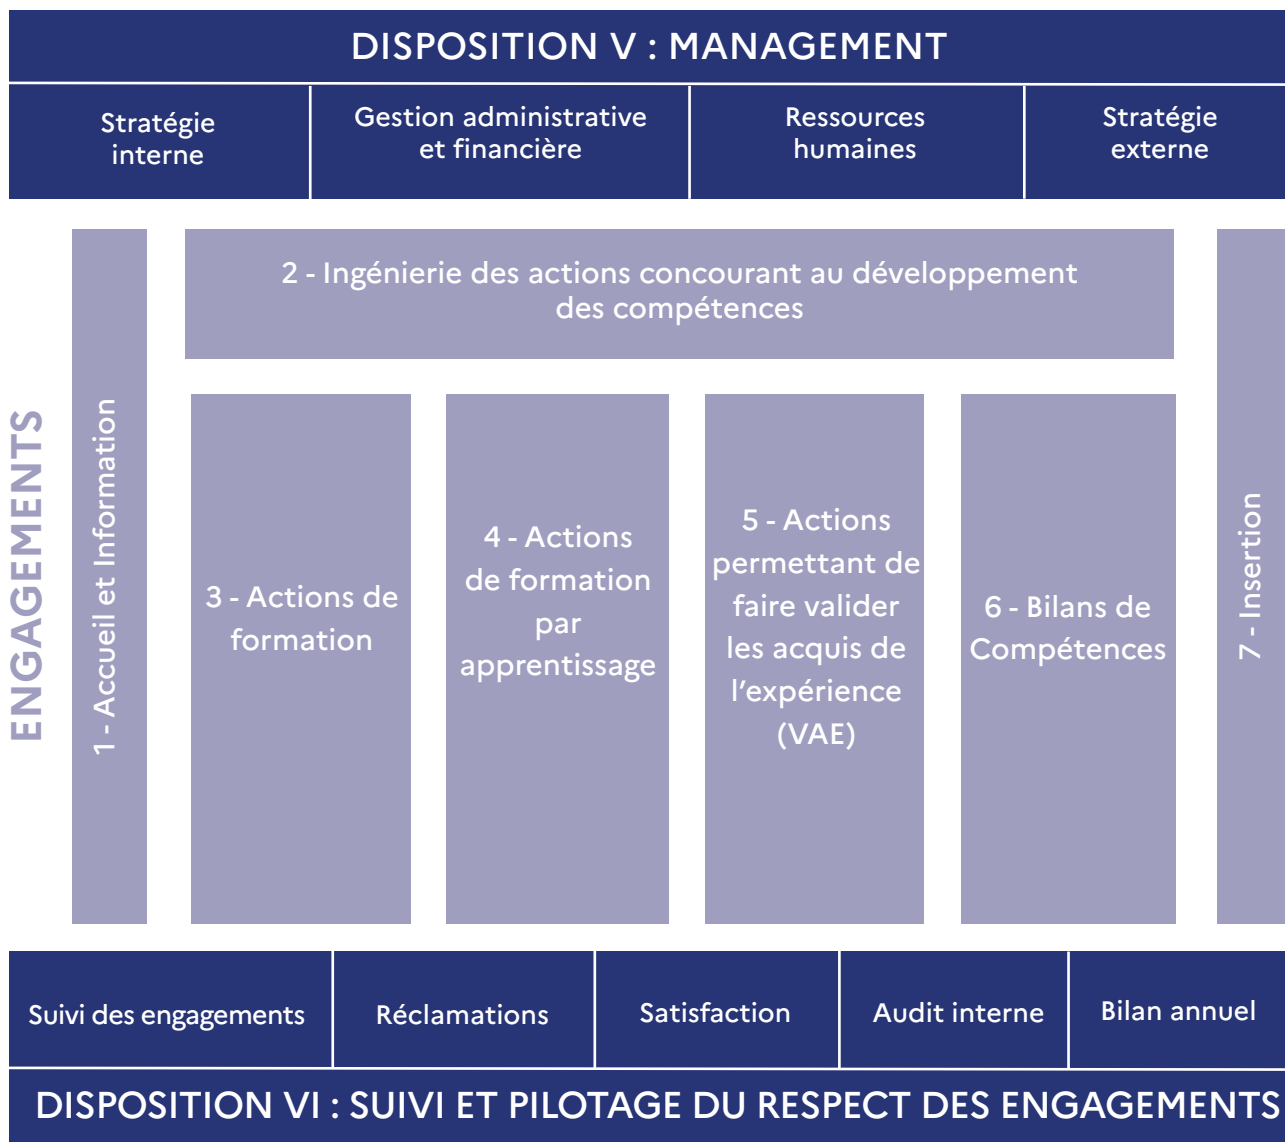 DISPOSITION V : MANAGEMENT
Stratégie
interne
Gestion administrative
et financière
Ressources
humaines
Stratégie
externe
ENGAGEMENTS
1 - Accueil et Information
2 - Ingénierie des actions concourant au développement
des compétences
3 - Actions de
formation
4 - Actions
de formation
par
apprentissage
5 - Actions
permettant de
faire valider
les acquis de
l’expérience
(VAE)
6 - Bilans de
Compétences
7 - Insertion
Suivi des engagements
Réclamations
Satisfaction
Audit interne
Bilan annuel
DISPOSITION VI : SUIVI ET PILOTAGE DU RESPECT DES ENGAGEMENTS